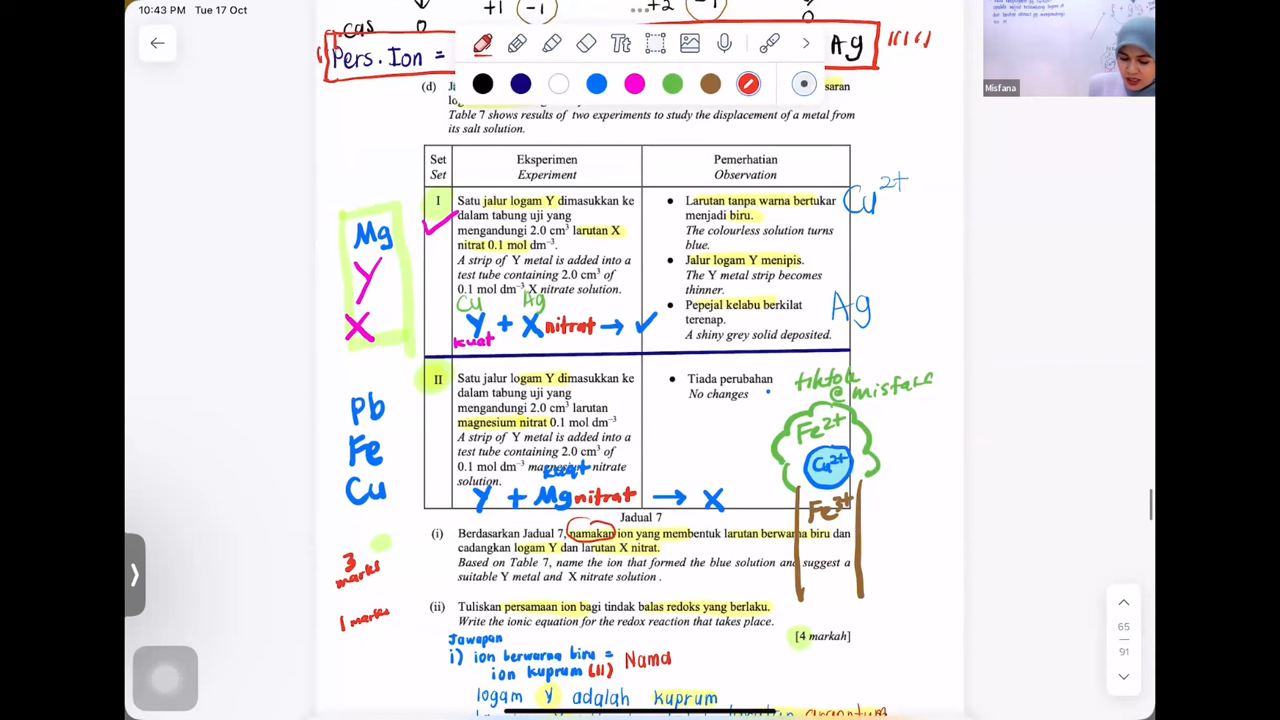 10:43 PM Tue 17 Oct
+1 -1 +2 -1
cas 0 0
Pers. Ion = Ag
Tt
Misfana
(d) saran
Table 7 shows results of two experiments to study the displacement of a metal from
its salt solution.
Set Eksperimen Pemerhatian
Set Experiment Observation
I
Satu jalur logam Y dimasukkan ke
dalam tabung uji yang
mengandungi 2.0 cm³ larutan X
nitrat 0.1 mol dm⁻³.
A strip of Y metal is added into a
test tube containing 2.0 cm³ of
0.1 mol dm⁻³ X nitrate solution.
Cu Ag
Y + X nitrat → ✓
kuat
• Larutan tanpa warna bertukar
menjadi biru.
The colourless solution turns
blue.
• Jalur logam Y menipis.
The Y metal strip becomes
thinner.
• Pepejal kelabu berkilat
terenap.
A shiny grey solid deposited.
Cu²⁺
Ag
Mg
Y
X
Pb
Fe
Cu
II
Satu jalur logam Y dimasukkan ke
dalam tabung uji yang
mengandungi 2.0 cm³ larutan
magnesium nitrat 0.1 mol dm⁻³
A strip of Y metal is added into a
test tube containing 2.0 cm³ of
0.1 mol dm⁻³ magnesium nitrate
solution.
kuat
Y + Mg nitrat → X
• Tiada perubahan
No changes
tiktok
@misfare
Fe²⁺
Cu²⁺
Fe³⁺
Jadual 7
(i) Berdasarkan Jadual 7, namakan ion yang membentuk larutan berwarna biru dan
cadangkan logam Y dan larutan X nitrat.
Based on Table 7, name the ion that formed the blue solution and suggest a
suitable Y metal and X nitrate solution .
3
marks
(ii) Tuliskan persamaan ion bagi tindak balas redoks yang berlaku.
Write the ionic equation for the redox reaction that takes place.
1 marks
[4 markah]
Jawapan
i) ion berwarna biru = Nama
ion kuprum (II)
logam Y adalah kuprum
65
91